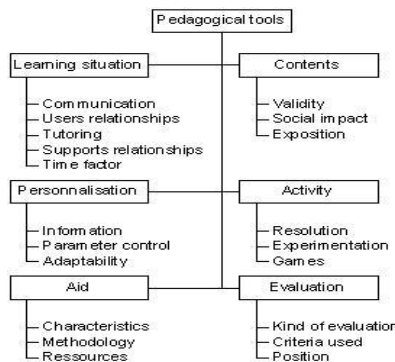 Pedagogical tools
Learning situation
Communication
Users relationships
Tutoring
Supports relationships
Time factor
Contents
Validity
Social impact
Exposition
Personnalisation
Information
Parameter control
Adaptability
Activity
Resolution
Experimentation
Games
Aid
Characteristics
Methodology
Ressources
Evaluation
Kind of evaluation
Criteria used
Position